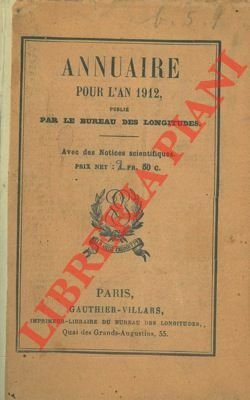 ANNUAIRE
POUR L'AN 1912,
PUBLIÉ
PAR LE BUREAU DES LONGITUDES.
Avec des Notices scientifiques.
PRIX NET : 2 FR. 50 C.
PARIS,
GAUTHIER-VILLARS,
IMPRIMEUR-LIBRAIRE DU BUREAU DES LONGITUDES,
Quai des Grands-Augustins, 55.
LIBRERIA PIANI